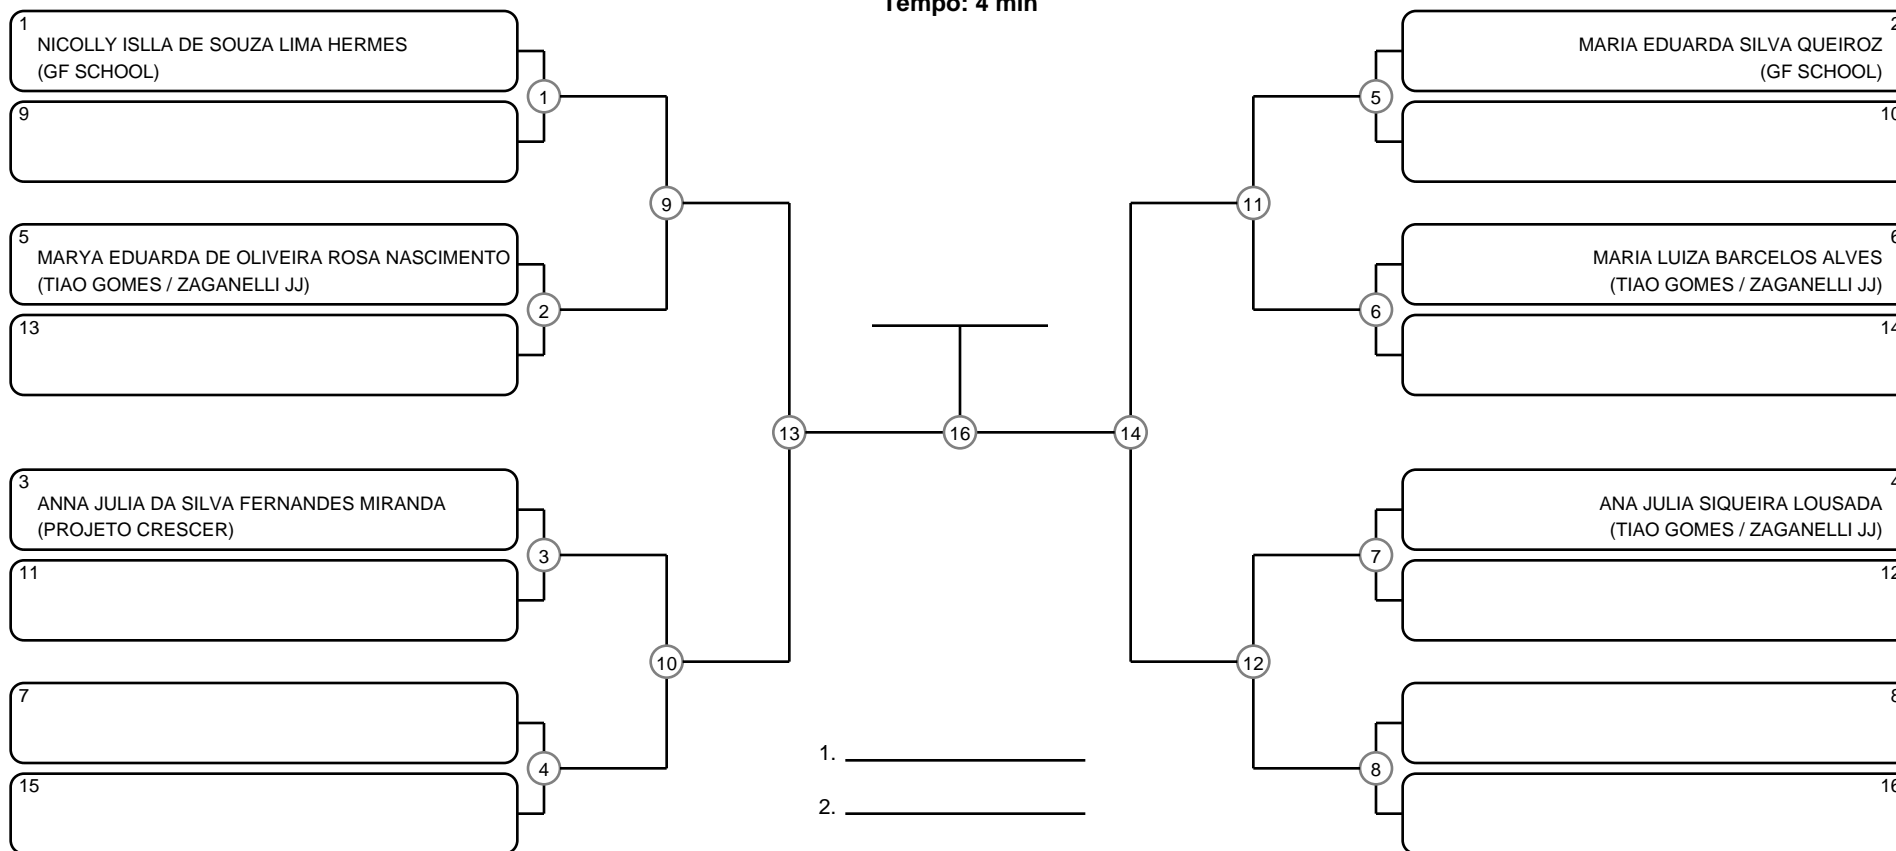 Tempo: 4 min
1
NICOLLY ISLLA DE SOUZA LIMA HERMES
(GF SCHOOL)
9
1
5
MARYA EDUARDA DE OLIVEIRA ROSA NASCIMENTO
(TIAO GOMES / ZAGANELLI JJ)
13
2
9
3
ANNA JULIA DA SILVA FERNANDES MIRANDA
(PROJETO CRESCER)
11
3
7
15
4
10
13
16
14
1.
2.
2
MARIA EDUARDA SILVA QUEIROZ
(GF SCHOOL)
10
5
11
6
MARIA LUIZA BARCELOS ALVES
(TIAO GOMES / ZAGANELLI JJ)
14
6
4
ANA JULIA SIQUEIRA LOUSADA
(TIAO GOMES / ZAGANELLI JJ)
12
7
12
8
16
8